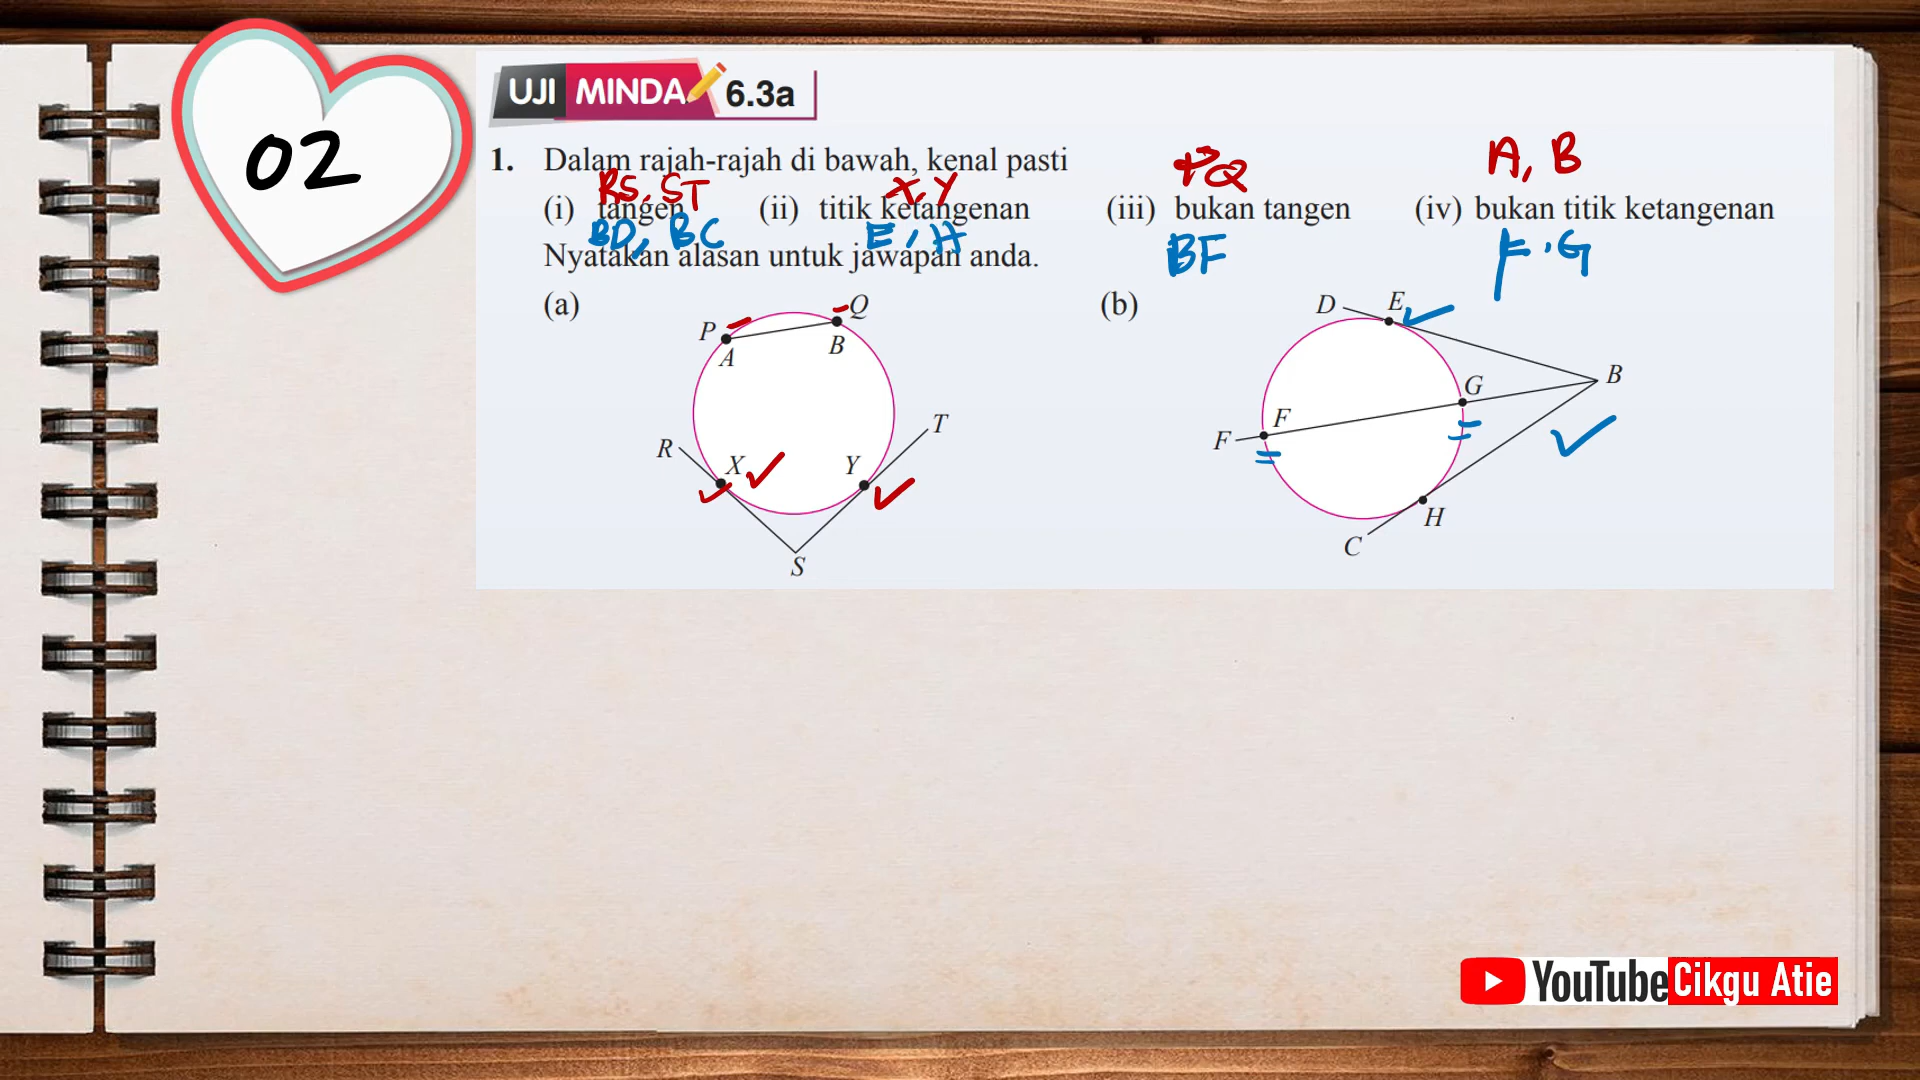 02
UJI MINDA 6.3a
1. Dalam rajah-rajah di bawah, kenal pasti
RS, ST X, Y PQ A, B
(i) tangen (ii) titik ketangenan (iii) bukan tangen (iv) bukan titik ketangenan
BD, BC E, H BF F, G
Nyatakan alasan untuk jawapan anda.
(a) (b)
P Q
A B
R T
X Y
S
D E
B
G
F F
H
C
YouTube Cikgu Atie